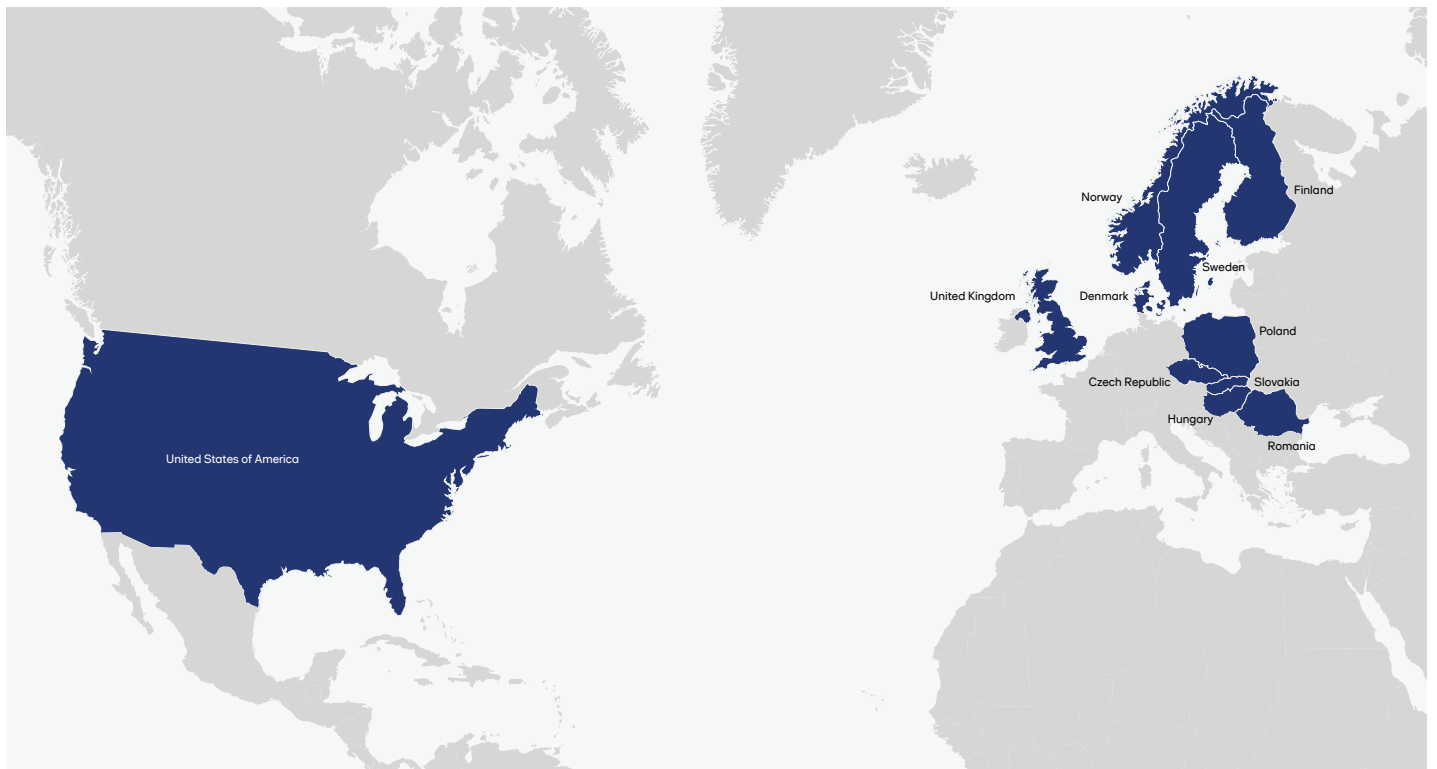 Norway
Finland
Sweden
United Kingdom
Denmark
Poland
Czech Republic
Slovakia
Hungary
Romania
United States of America